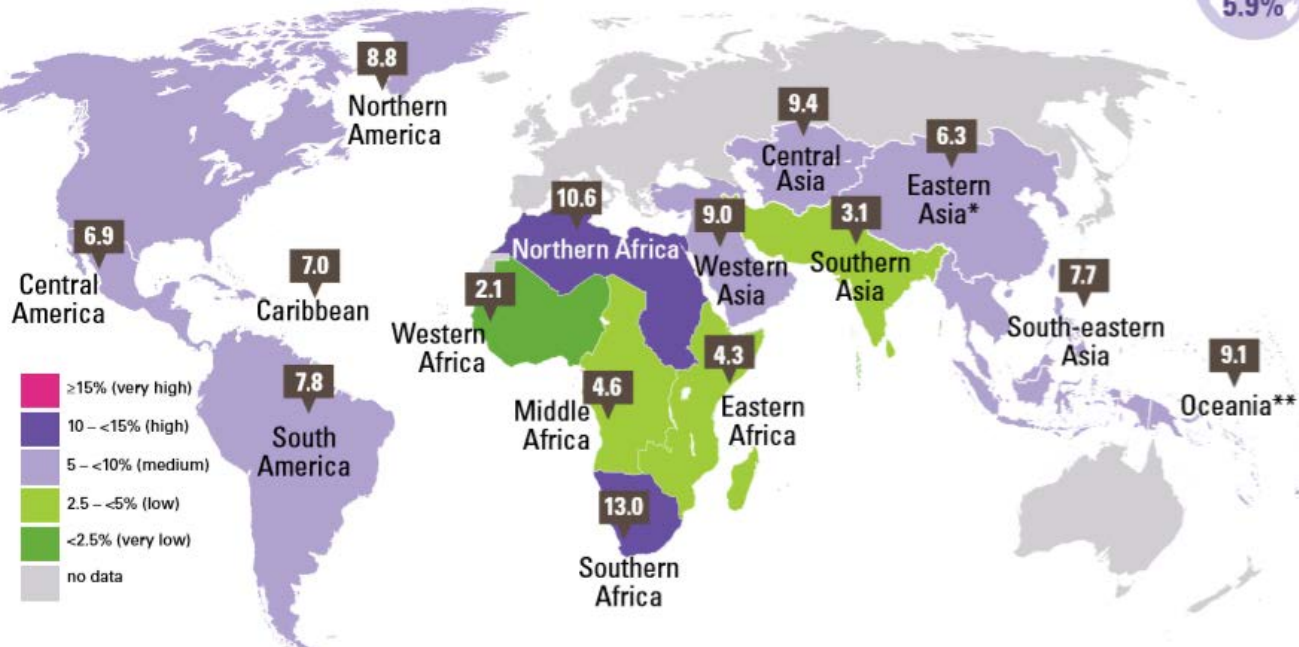 5.9%
8.8
Northern
America
9.4
Central
Asia
6.3
Eastern
Asia*
10.6
Northern Africa
9.0
Western
Asia
3.1
Southern
Asia
6.9
Central
America
7.0
Caribbean
2.1
Western
Africa
7.7
South-eastern
Asia
4.3
Eastern
Africa
9.1
Oceania**
7.8
South
America
4.6
Middle
Africa
13.0
Southern
Africa
≥15% (very high)
10 – <15% (high)
5 – <10% (medium)
2.5 – <5% (low)
<2.5% (very low)
no data